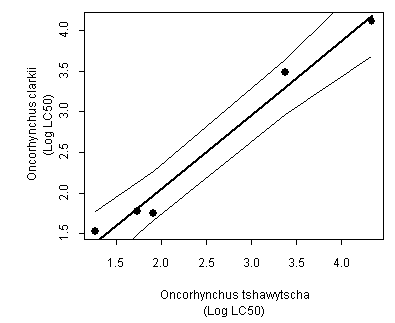 Oncorhynchus clarkii
(Log LC50)
4.0
3.5
3.0
2.5
2.0
1.5
1.5 2.0 2.5 3.0 3.5 4.0
Oncorhynchus tshawytscha
(Log LC50)